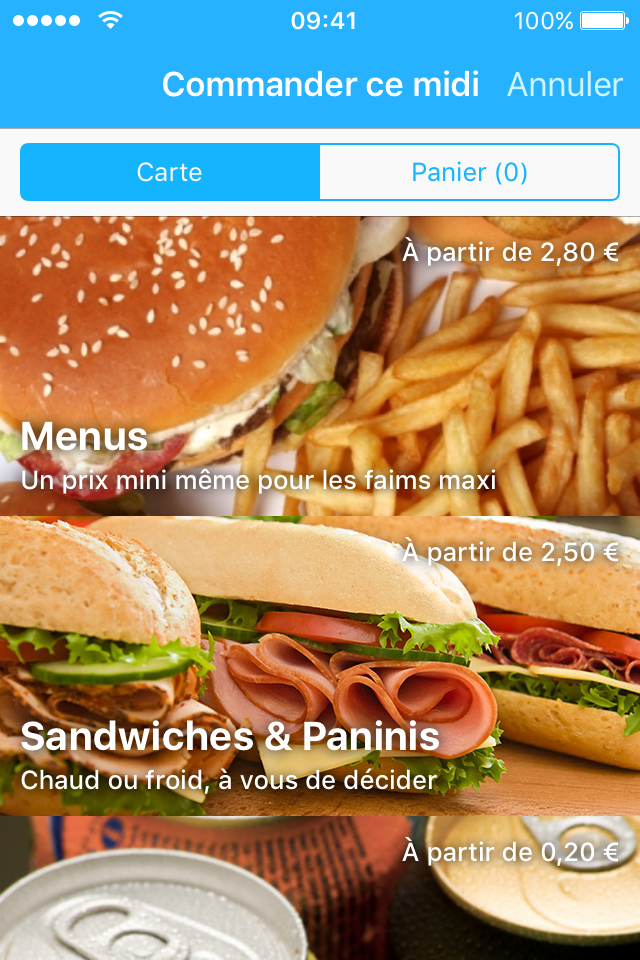 09:41
100%
Commander ce midi
Annuler
Carte
Panier (0)
À partir de 2,80 €
Menus
Un prix mini même pour les faims maxi
À partir de 2,50 €
Sandwiches & Paninis
Chaud ou froid, à vous de décider
À partir de 0,20 €